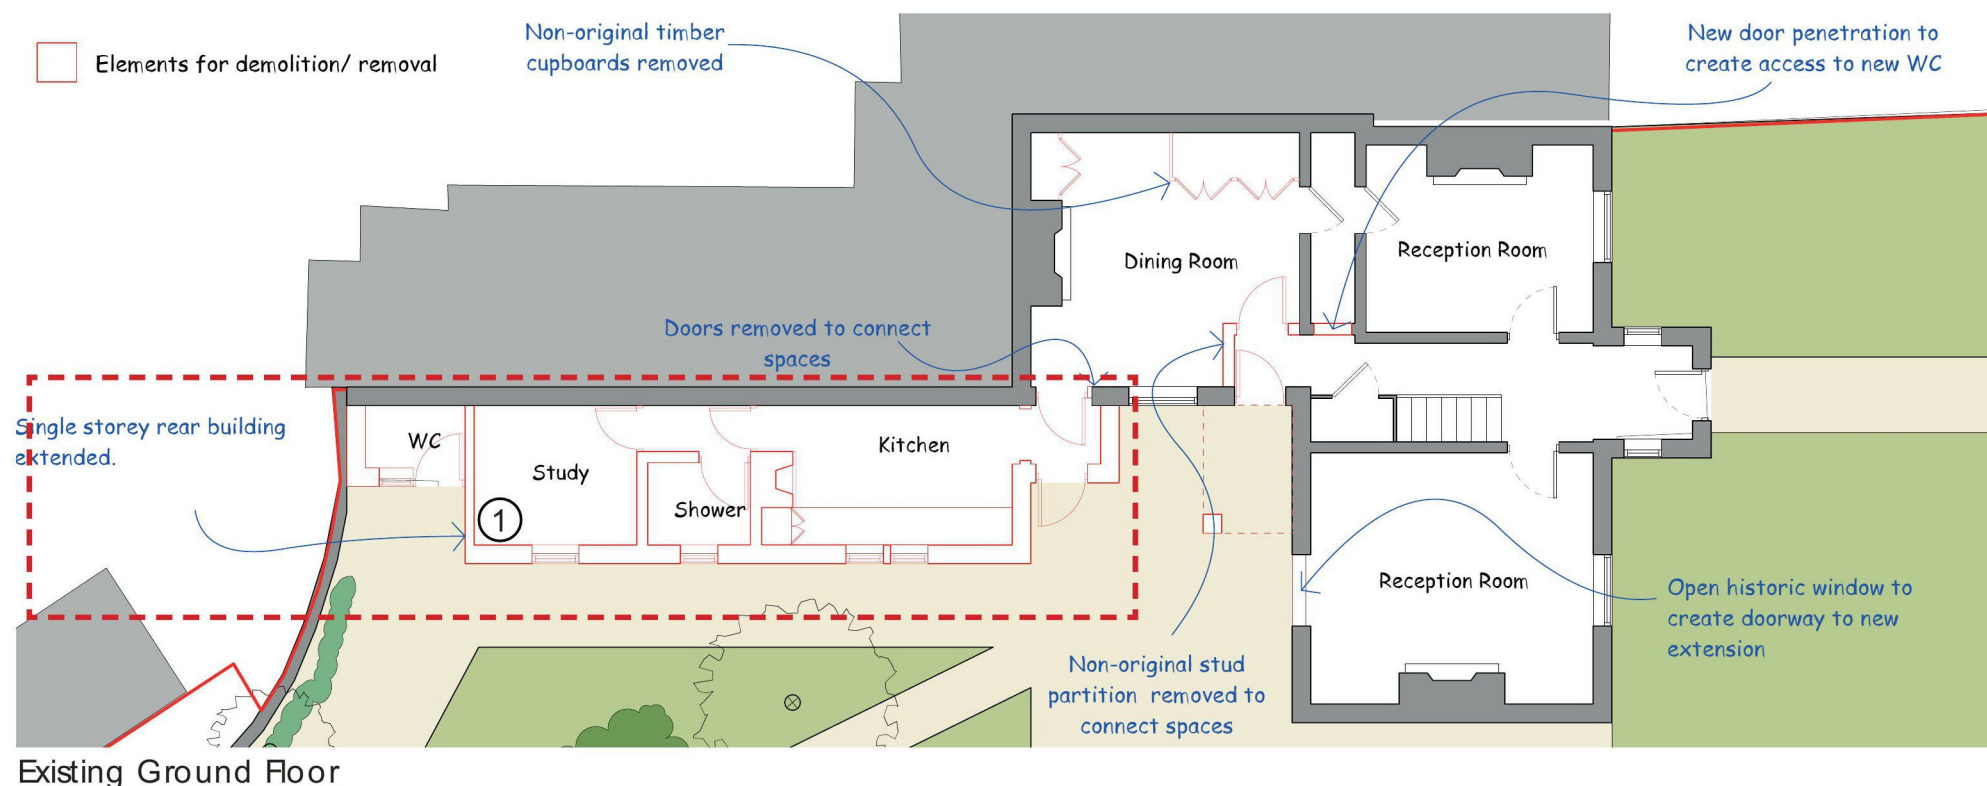 Elements for demolition/ removal
Non-original timber
cupboards removed
New door penetration to
create access to new WC
Dining Room
Reception Room
Doors removed to connect
spaces
Single storey rear building
extended.
WC
Study
Shower
Kitchen
1
Reception Room
Open historic window to
create doorway to new
extension
Non-original stud
partition removed to
connect spaces
Existing Ground Floor